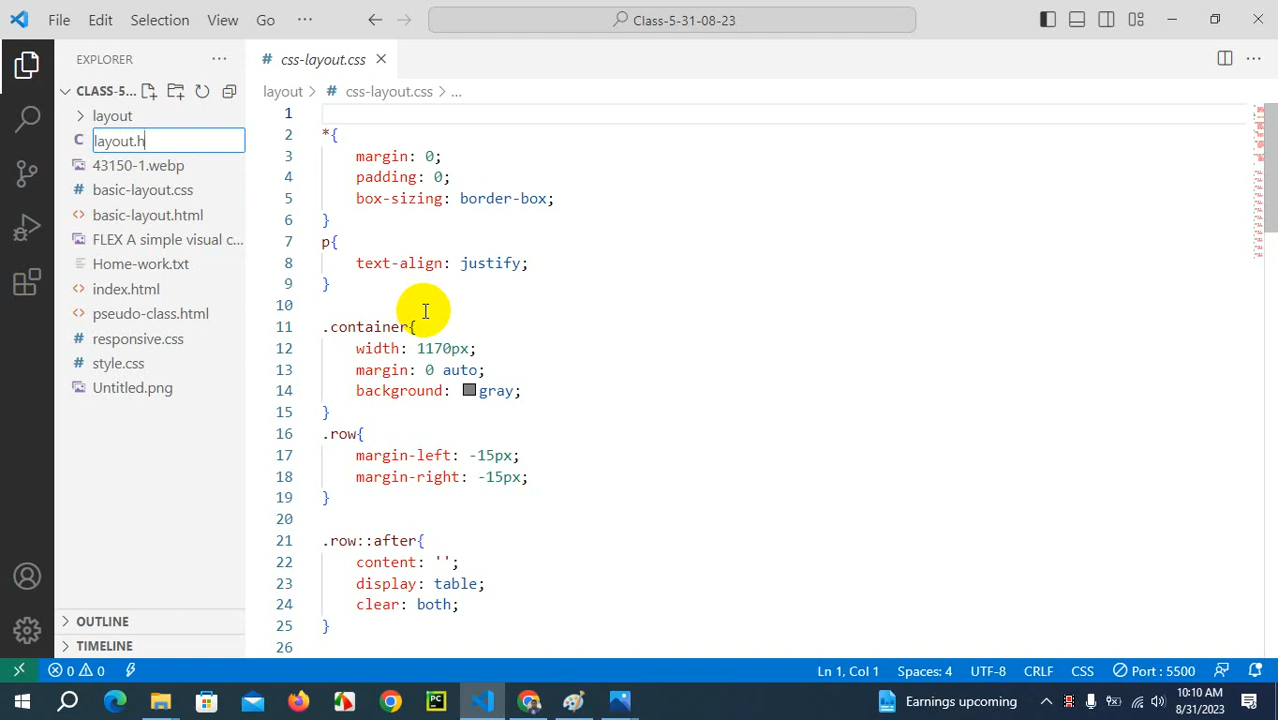 File Edit Selection View Go ··· Class-5-31-08-23
EXPLORER ···
CLASS-5...
layout
layout.h
43150-1.webp
basic-layout.css
basic-layout.html
FLEX A simple visual c...
Home-work.txt
index.html
pseudo-class.html
responsive.css
style.css
Untitled.png
OUTLINE
TIMELINE
# css-layout.css
layout > # css-layout.css > ...
1
2 *{
3 margin: 0;
4 padding: 0;
5 box-sizing: border-box;
6 }
7 p{
8 text-align: justify;
9 }
10
11 .container{
12 width: 1170px;
13 margin: 0 auto;
14 background: gray;
15 }
16 .row{
17 margin-left: -15px;
18 margin-right: -15px;
19 }
20
21 .row::after{
22 content: '';
23 display: table;
24 clear: both;
25 }
26
0 0 Ln 1, Col 1 Spaces: 4 UTF-8 CRLF CSS Port : 5500
PC Earnings upcoming 10:10 AM
8/31/2023